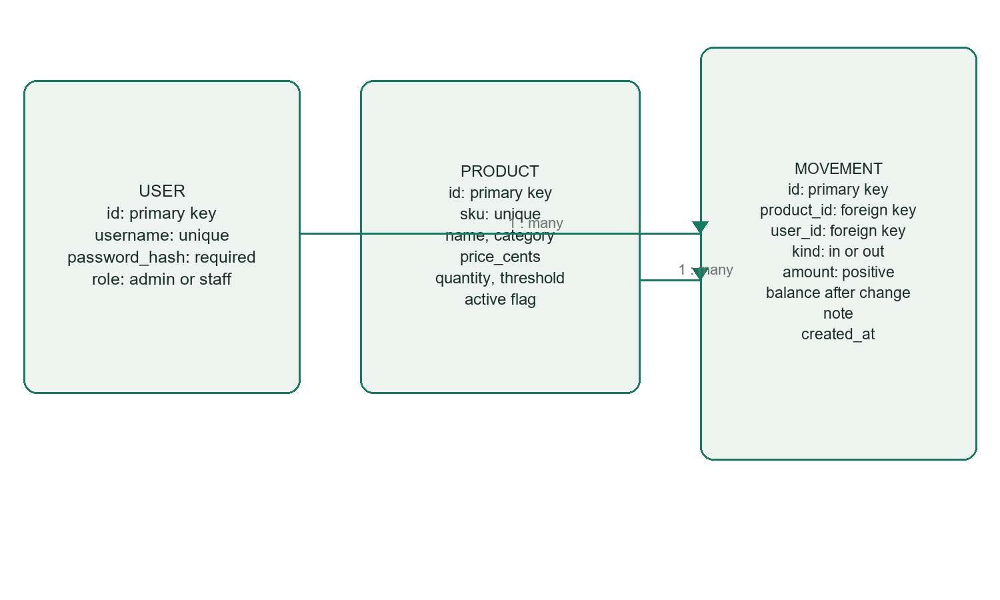 USER
id: primary key
username: unique
password_hash: required
role: admin or staff
PRODUCT
id: primary key
sku: unique
1 : many
name, category
price_cents
quantity, threshold
active flag
1 : many
MOVEMENT
id: primary key
product_id: foreign key
user_id: foreign key
kind: in or out
amount: positive
balance after change
note
created_at